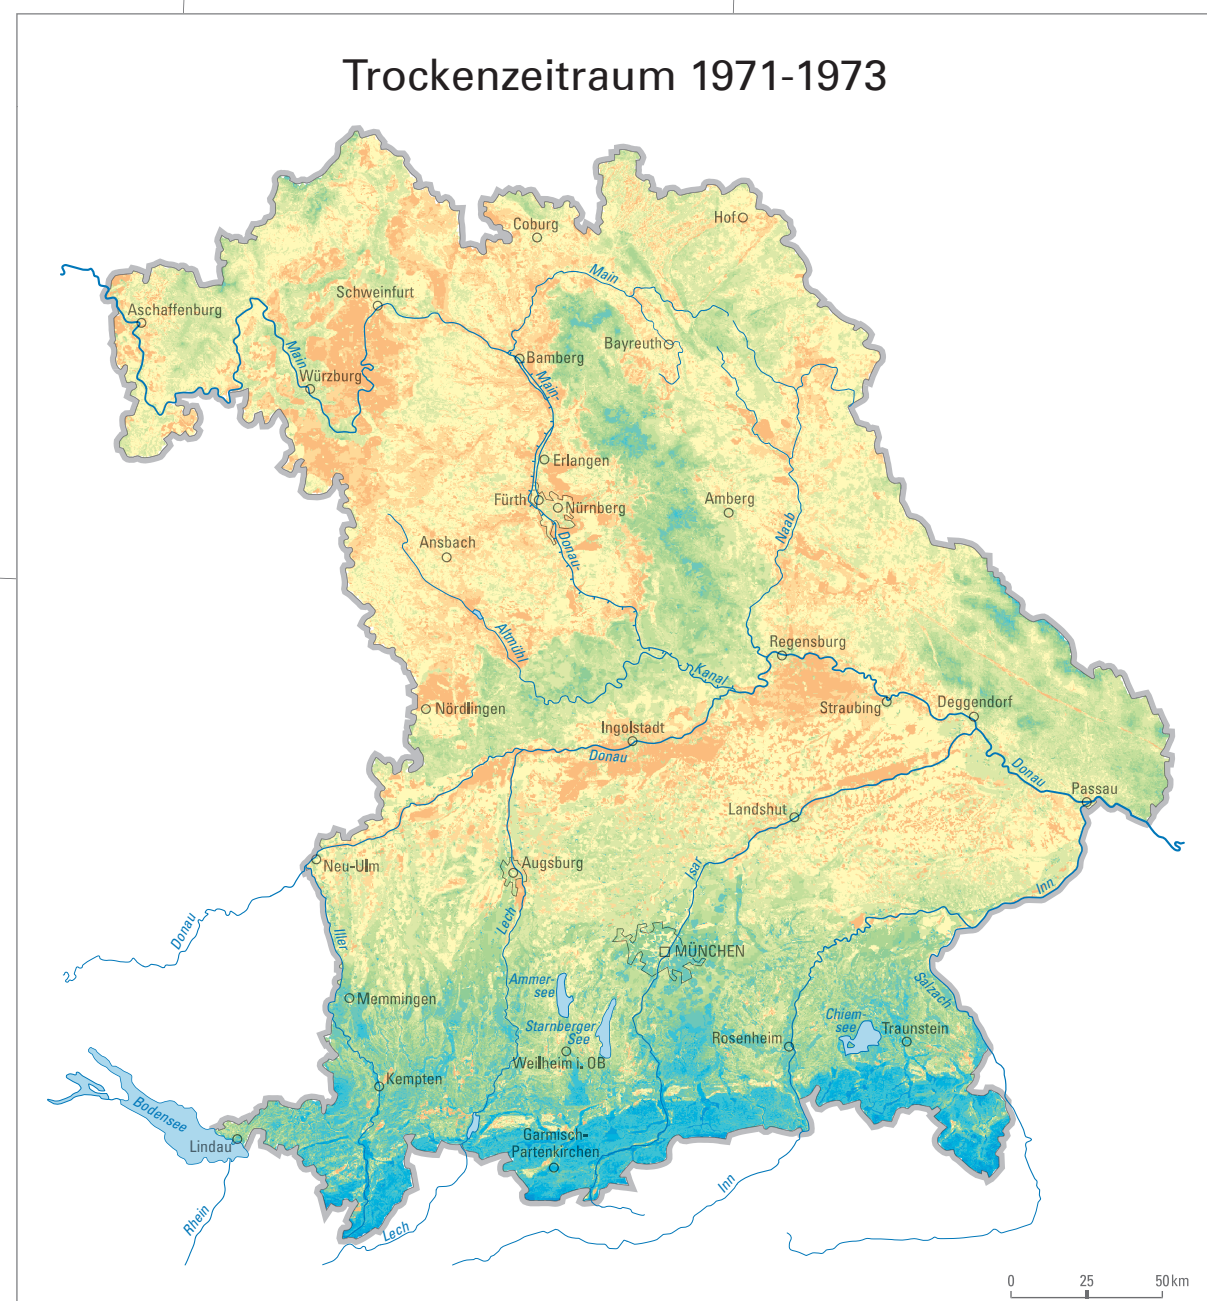 Trockenzeitraum 1971-1973
Hof
Coburg
Main
Schweinfurt
Aschaffenburg
Bayreuth
Main
Bamberg
Würzburg
Main-
Erlangen
Fürth
Nürnberg
Amberg
Naab
Ansbach
Donau-
Altmühl
Regensburg
Kanal
Nördlingen
Straubing
Deggendorf
Ingolstadt
Donau
Donau
Passau
Landshut
Neu-Ulm
Augsburg
Isar
Inn
Lech
Donau
Iller
MÜNCHEN
Ammer-
see
Salzach
Memmingen
Chiem-
see
Starnberger
See
Traunstein
Rosenheim
Weilheim i. OB
Kempten
Bodensee
Lindau
Garmisch-
Partenkirchen
Inn
Rhein
Lech
0 25 50 km